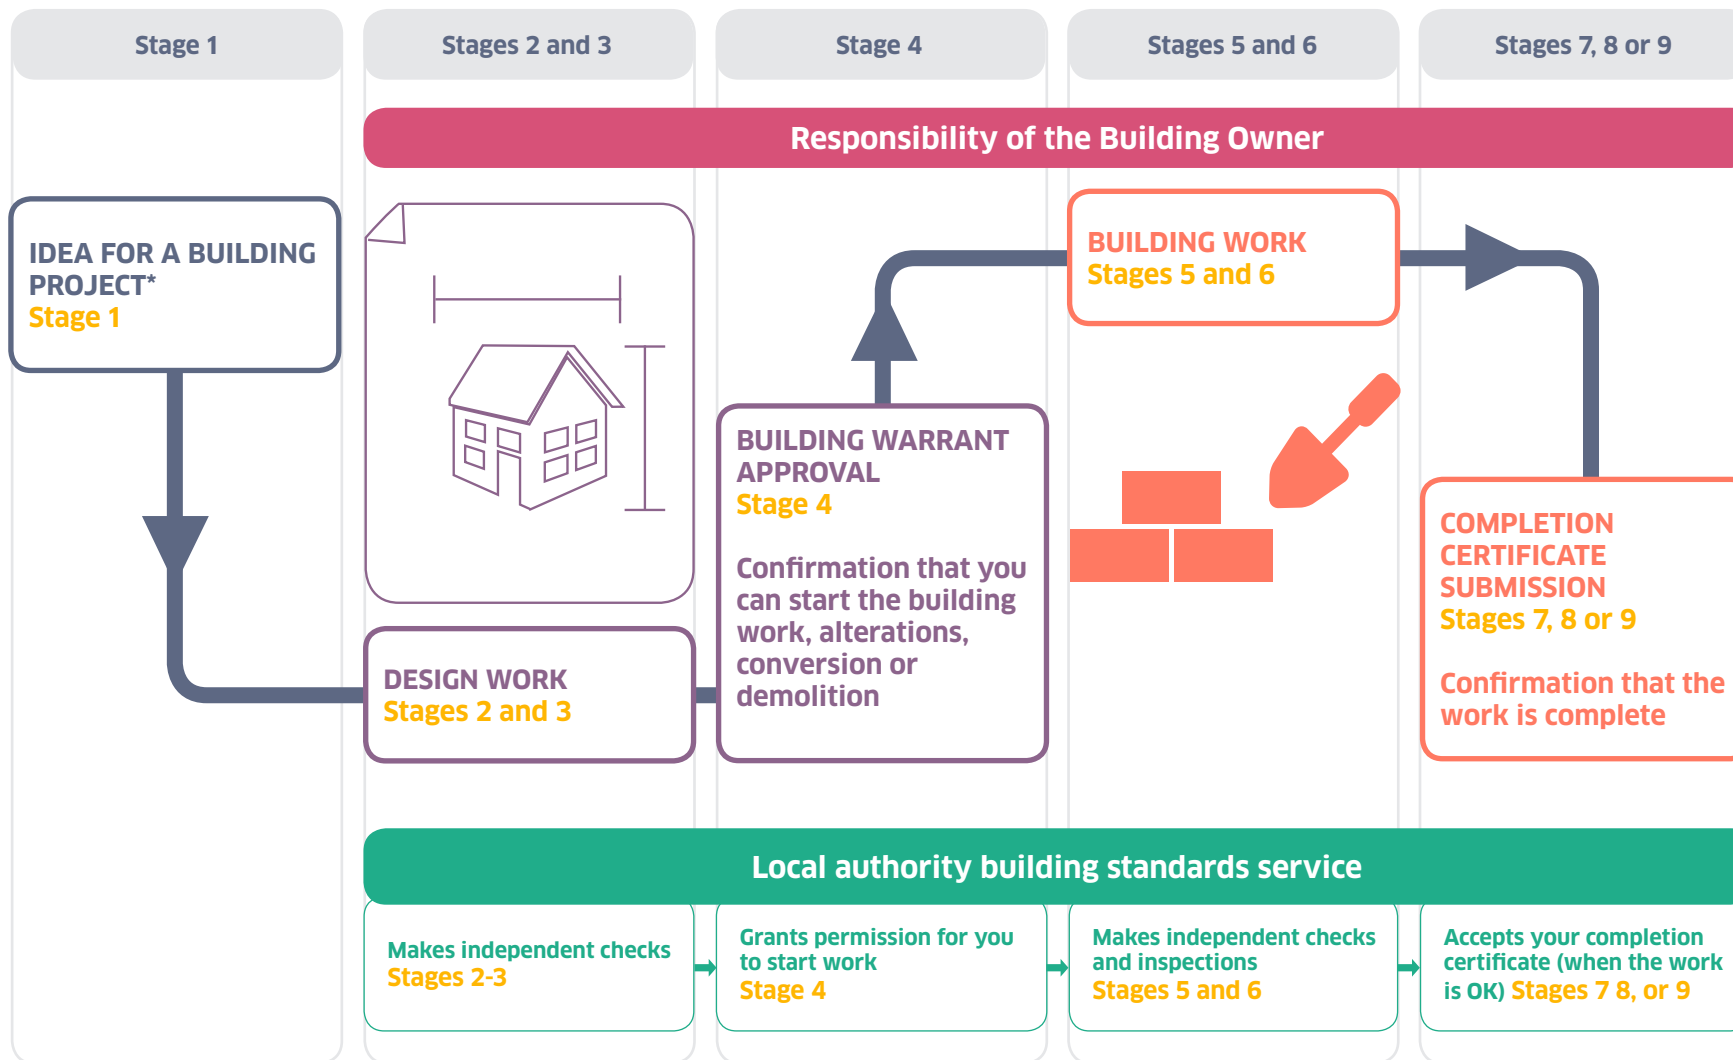 Stage 1
Stages 2 and 3
Stage 4
Stages 5 and 6
Stages 7, 8 or 9
Responsibility of the Building Owner
IDEA FOR A BUILDING
PROJECT*
Stage 1
DESIGN WORK
Stages 2 and 3
BUILDING WARRANT
APPROVAL
Stage 4
Confirmation that you
can start the building
work, alterations,
conversion or
demolition
BUILDING WORK
Stages 5 and 6
COMPLETION
CERTIFICATE
SUBMISSION
Stages 7, 8 or 9
Confirmation that the
work is complete
Local authority building standards service
Makes independent checks
Stages 2-3
Grants permission for you
to start work
Stage 4
Makes independent checks
and inspections
Stages 5 and 6
Accepts your completion
certificate (when the work
is OK) Stages 7 8, or 9